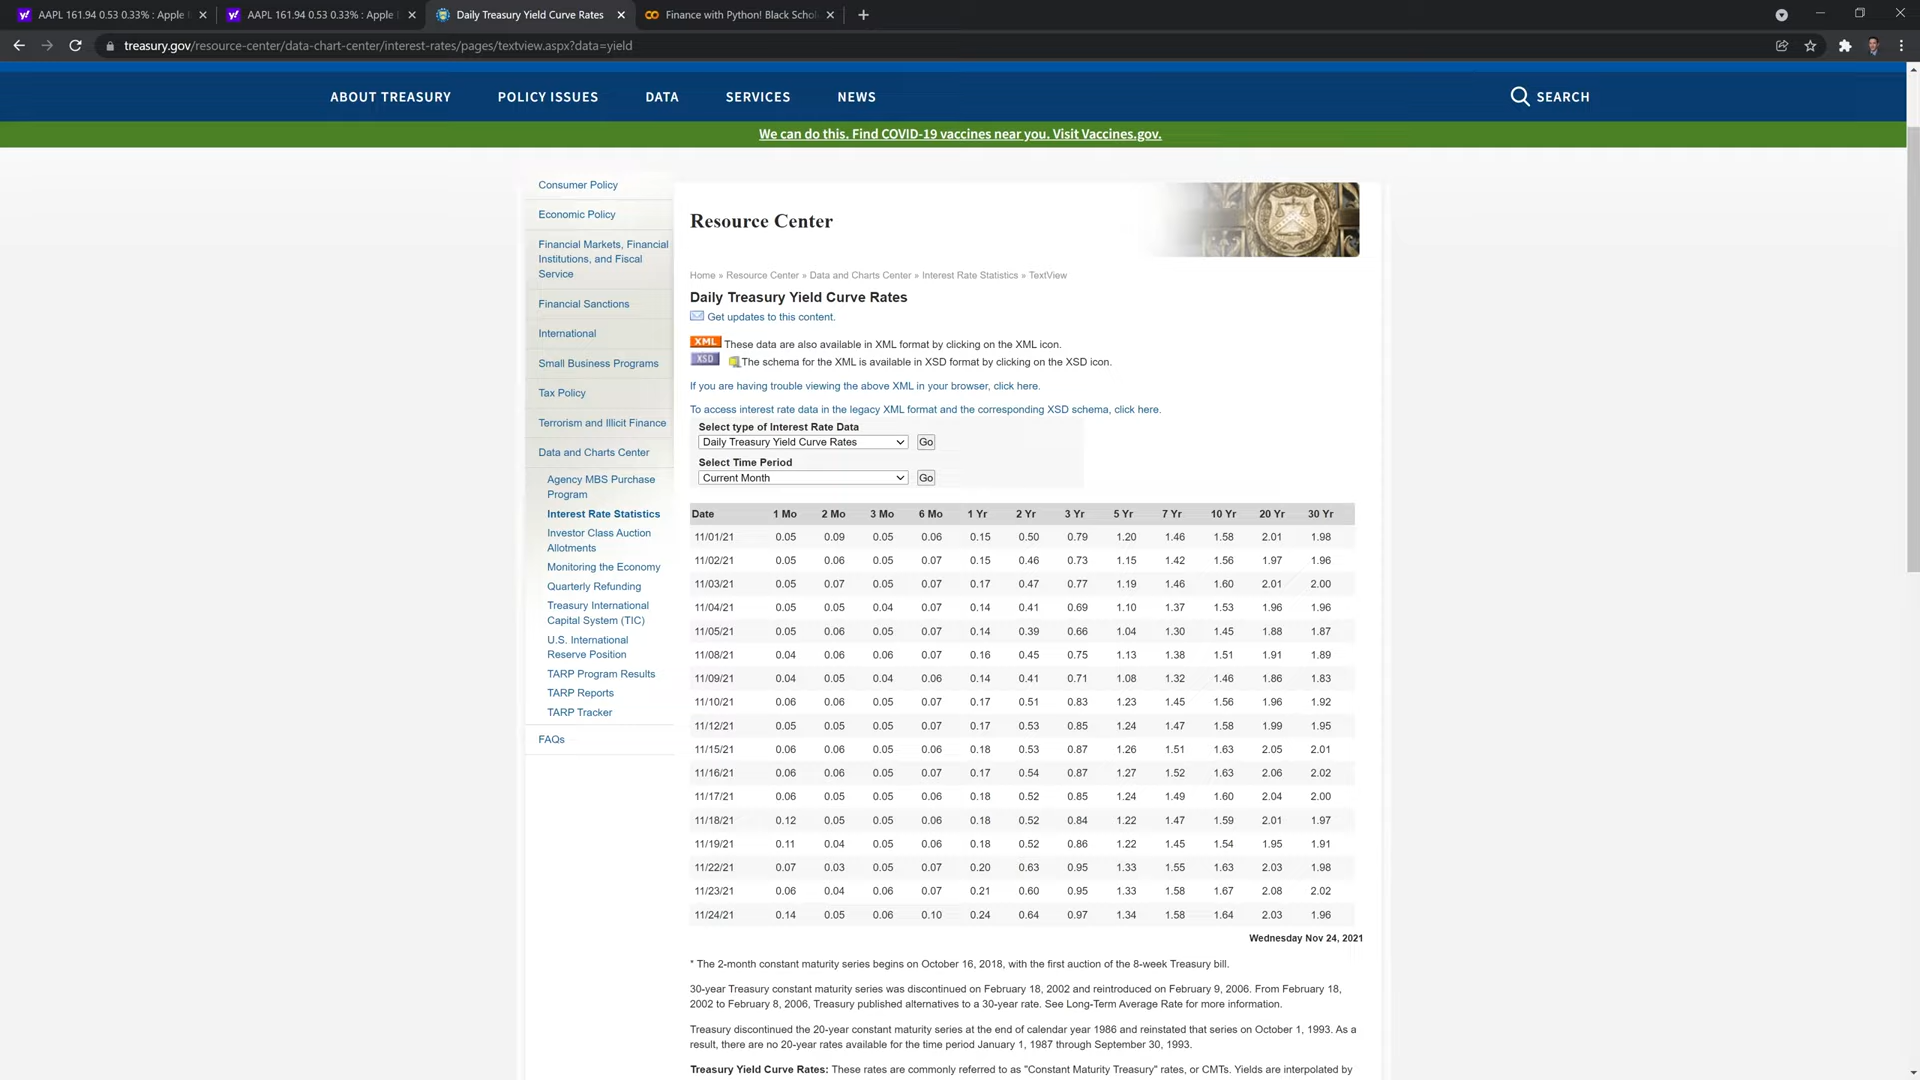 AAPL 161.94 0.53 0.33% : Apple
AAPL 161.94 0.53 0.33% : Apple
Daily Treasury Yield Curve Rates
Finance with Python! Black Schol
treasury.gov/resource-center/data-chart-center/interest-rates/pages/textview.aspx?data=yield
ABOUT TREASURY POLICY ISSUES DATA SERVICES NEWS SEARCH
We can do this. Find COVID-19 vaccines near you. Visit Vaccines.gov.
Consumer Policy
Economic Policy
Financial Markets, Financial
Institutions, and Fiscal
Service
Financial Sanctions
International
Small Business Programs
Tax Policy
Terrorism and Illicit Finance
Data and Charts Center
Agency MBS Purchase
Program
Interest Rate Statistics
Investor Class Auction
Allotments
Monitoring the Economy
Quarterly Refunding
Treasury International
Capital System (TIC)
U.S. International
Reserve Position
TARP Program Results
TARP Reports
TARP Tracker
FAQs
Resource Center
Home » Resource Center » Data and Charts Center » Interest Rate Statistics » TextView
Daily Treasury Yield Curve Rates
Get updates to this content.
XML These data are also available in XML format by clicking on the XML icon.
XSD The schema for the XML is available in XSD format by clicking on the XSD icon.
If you are having trouble viewing the above XML in your browser, click here.
To access interest rate data in the legacy XML format and the corresponding XSD schema, click here.
Select type of Interest Rate Data
Daily Treasury Yield Curve Rates Go
Select Time Period
Current Month Go
Date 1 Mo 2 Mo 3 Mo 6 Mo 1 Yr 2 Yr 3 Yr 5 Yr 7 Yr 10 Yr 20 Yr 30 Yr
11/01/21 0.05 0.09 0.05 0.06 0.15 0.50 0.79 1.20 1.46 1.58 2.01 1.98
11/02/21 0.05 0.06 0.05 0.07 0.15 0.46 0.73 1.15 1.42 1.56 1.97 1.96
11/03/21 0.05 0.07 0.05 0.07 0.17 0.47 0.77 1.19 1.46 1.60 2.01 2.00
11/04/21 0.05 0.05 0.04 0.07 0.14 0.41 0.69 1.10 1.37 1.53 1.96 1.96
11/05/21 0.05 0.06 0.05 0.07 0.14 0.39 0.66 1.04 1.30 1.45 1.88 1.87
11/08/21 0.04 0.06 0.06 0.07 0.16 0.45 0.75 1.13 1.38 1.51 1.91 1.89
11/09/21 0.04 0.05 0.04 0.06 0.14 0.41 0.71 1.08 1.32 1.46 1.86 1.83
11/10/21 0.06 0.06 0.05 0.07 0.17 0.51 0.83 1.23 1.45 1.56 1.96 1.92
11/12/21 0.05 0.05 0.05 0.07 0.17 0.53 0.85 1.24 1.47 1.58 1.99 1.95
11/15/21 0.06 0.06 0.05 0.06 0.18 0.53 0.87 1.26 1.51 1.63 2.05 2.01
11/16/21 0.06 0.06 0.05 0.07 0.17 0.54 0.87 1.27 1.52 1.63 2.06 2.02
11/17/21 0.06 0.05 0.05 0.06 0.18 0.52 0.85 1.24 1.49 1.60 2.04 2.00
11/18/21 0.12 0.05 0.05 0.06 0.18 0.52 0.84 1.22 1.47 1.59 2.01 1.97
11/19/21 0.11 0.04 0.05 0.06 0.18 0.52 0.86 1.22 1.45 1.54 1.95 1.91
11/22/21 0.07 0.03 0.05 0.07 0.20 0.63 0.95 1.33 1.55 1.63 2.03 1.98
11/23/21 0.06 0.04 0.06 0.07 0.21 0.60 0.95 1.33 1.58 1.67 2.08 2.02
11/24/21 0.14 0.05 0.06 0.10 0.24 0.64 0.97 1.34 1.58 1.64 2.03 1.96
Wednesday Nov 24, 2021
* The 2-month constant maturity series begins on October 16, 2018, with the first auction of the 8-week Treasury bill.
30-year Treasury constant maturity series was discontinued on February 18, 2002 and reintroduced on February 9, 2006. From February 18,
2002 to February 8, 2006, Treasury published alternatives to a 30-year rate. See Long-Term Average Rate for more information.
Treasury discontinued the 20-year constant maturity series at the end of calendar year 1986 and reinstated that series on October 1, 1993. As a
result, there are no 20-year rates available for the time period January 1, 1987 through September 30, 1993.
Treasury Yield Curve Rates: These rates are commonly referred to as "Constant Maturity Treasury" rates, or CMTs. Yields are interpolated by